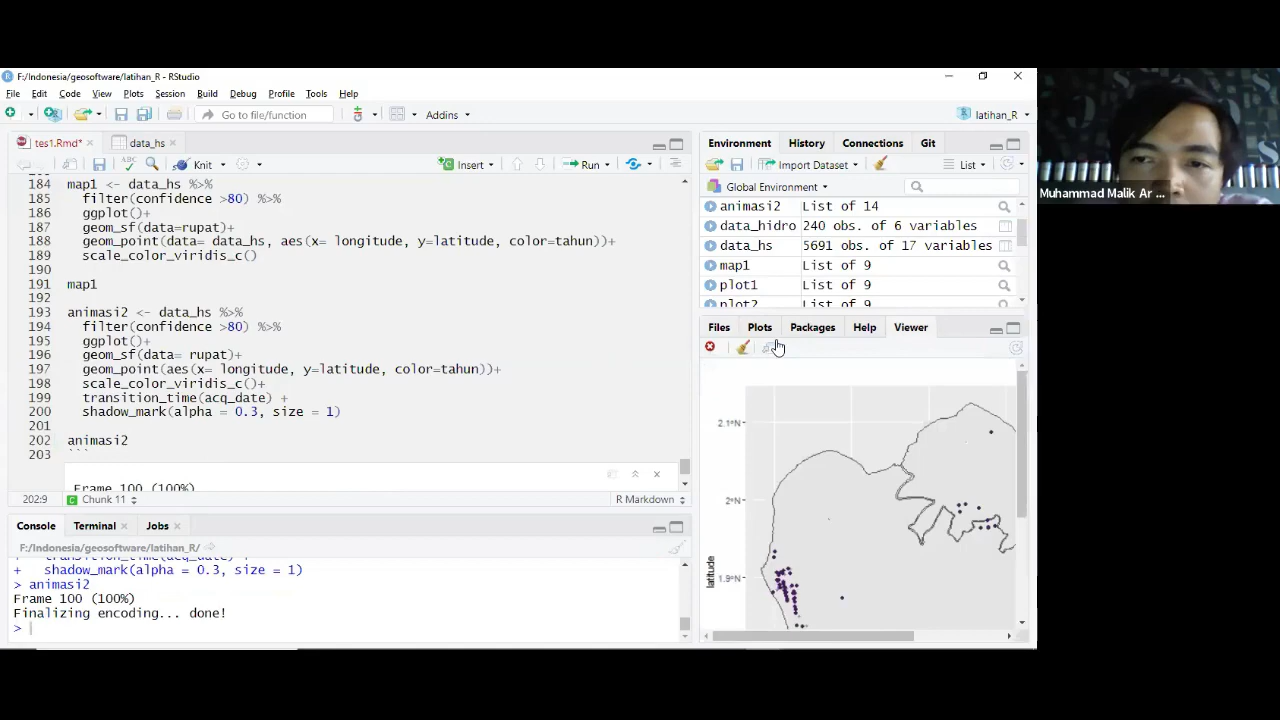 F:/Indonesia/geosoftware/latihan_R - RStudio
File Edit Code View Plots Session Build Debug Profile Tools Help
Go to file/function Addins latihan_R
tes1.Rmd* data_hs
Knit Insert Run
184 map1 <- data_hs %>%
185 filter(confidence >80) %>%
186 ggplot()+
187 geom_sf(data=rupat)+
188 geom_point(data= data_hs, aes(x= longitude, y=latitude, color=tahun))+
189 scale_color_viridis_c()
190
191 map1
192
193 animasi2 <- data_hs %>%
194 filter(confidence >80) %>%
195 ggplot()+
196 geom_sf(data= rupat)+
197 geom_point(aes(x= longitude, y=latitude, color=tahun))+
198 scale_color_viridis_c()+
199 transition_time(acq_date) +
200 shadow_mark(alpha = 0.3, size = 1)
201
202 animasi2
203 ```
Frame 100 (100%)
202:9 Chunk 11 R Markdown
Console Terminal Jobs
F:/Indonesia/geosoftware/latihan_R/
+ transition_time(acq_date) +
+ shadow_mark(alpha = 0.3, size = 1)
> animasi2
Frame 100 (100%)
Finalizing encoding... done!
>
Environment History Connections Git
Import Dataset List
Global Environment
animasi2 List of 14
data_hidro 240 obs. of 6 variables
data_hs 5691 obs. of 17 variables
map1 List of 9
plot1 List of 9
plot2 List of 9
Files Plots Packages Help Viewer
2.1°N
2°N
1.9°N
latitude
Muhammad Malik Ar ...